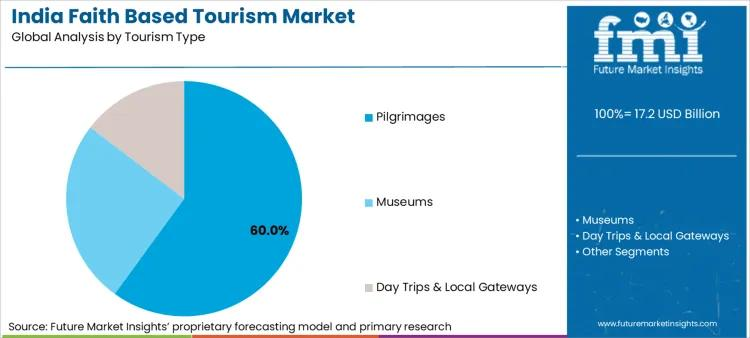 India Faith Based Tourism Market
Global Analysis by Tourism Type
Pilgrimages
Museums
60.0%
Day Trips & Local Gateways
Source: Future Market Insights’ proprietary forecasting model and primary research
fmi
Future Market Insights
100%= 17.2 USD Billion
• Museums
• Day Trips & Local Gateways
• Other Segments
www.futuremarketinsights.com